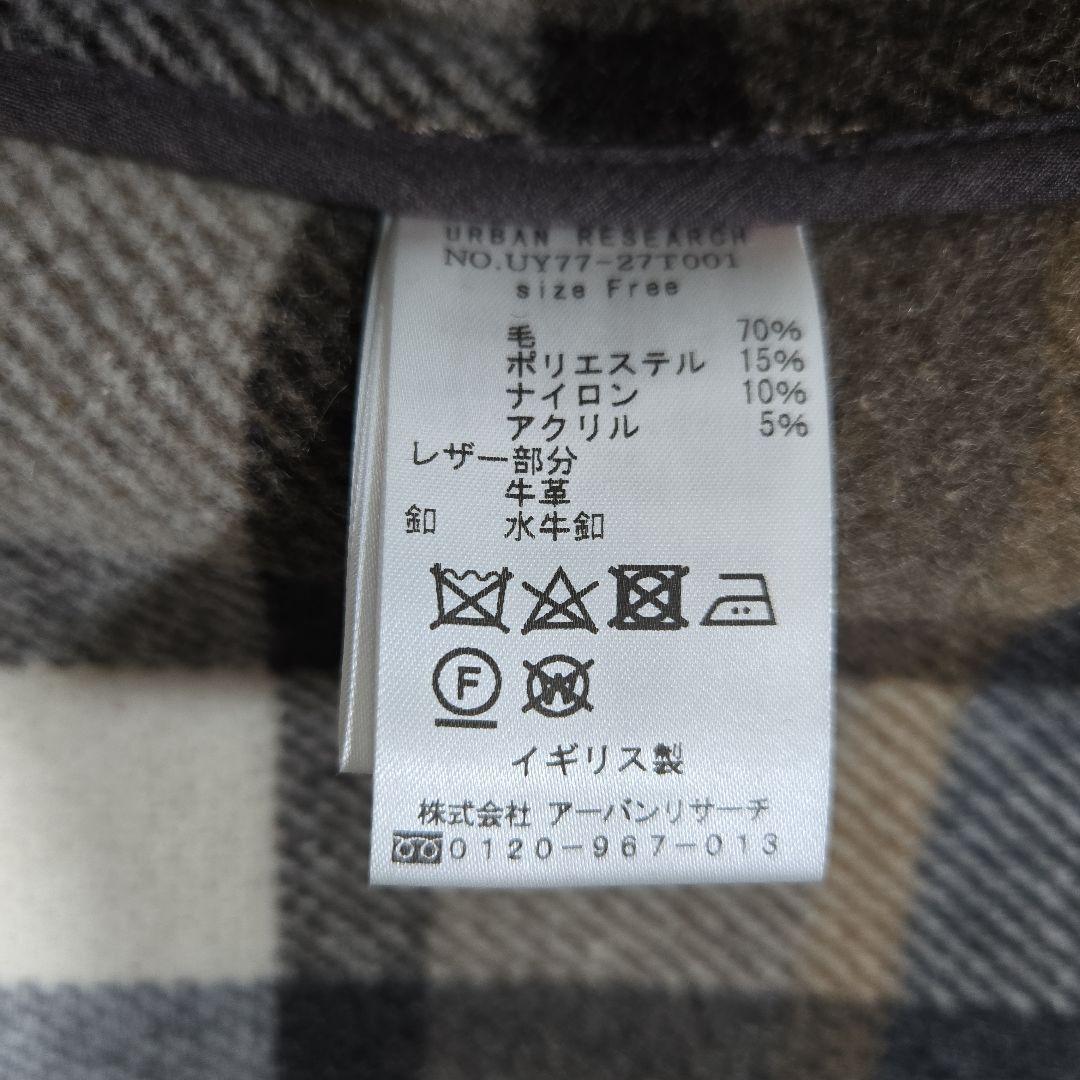 URBAN RESEARCH
NO.UY77-27T001
size Free
毛 70%
ポリエステル 15%
ナイロン 10%
アクリル 5%
レザー部分
牛革
釦 水牛釦
F
W
イギリス製
株式会社 アーバンリサーチ
0120-967-013